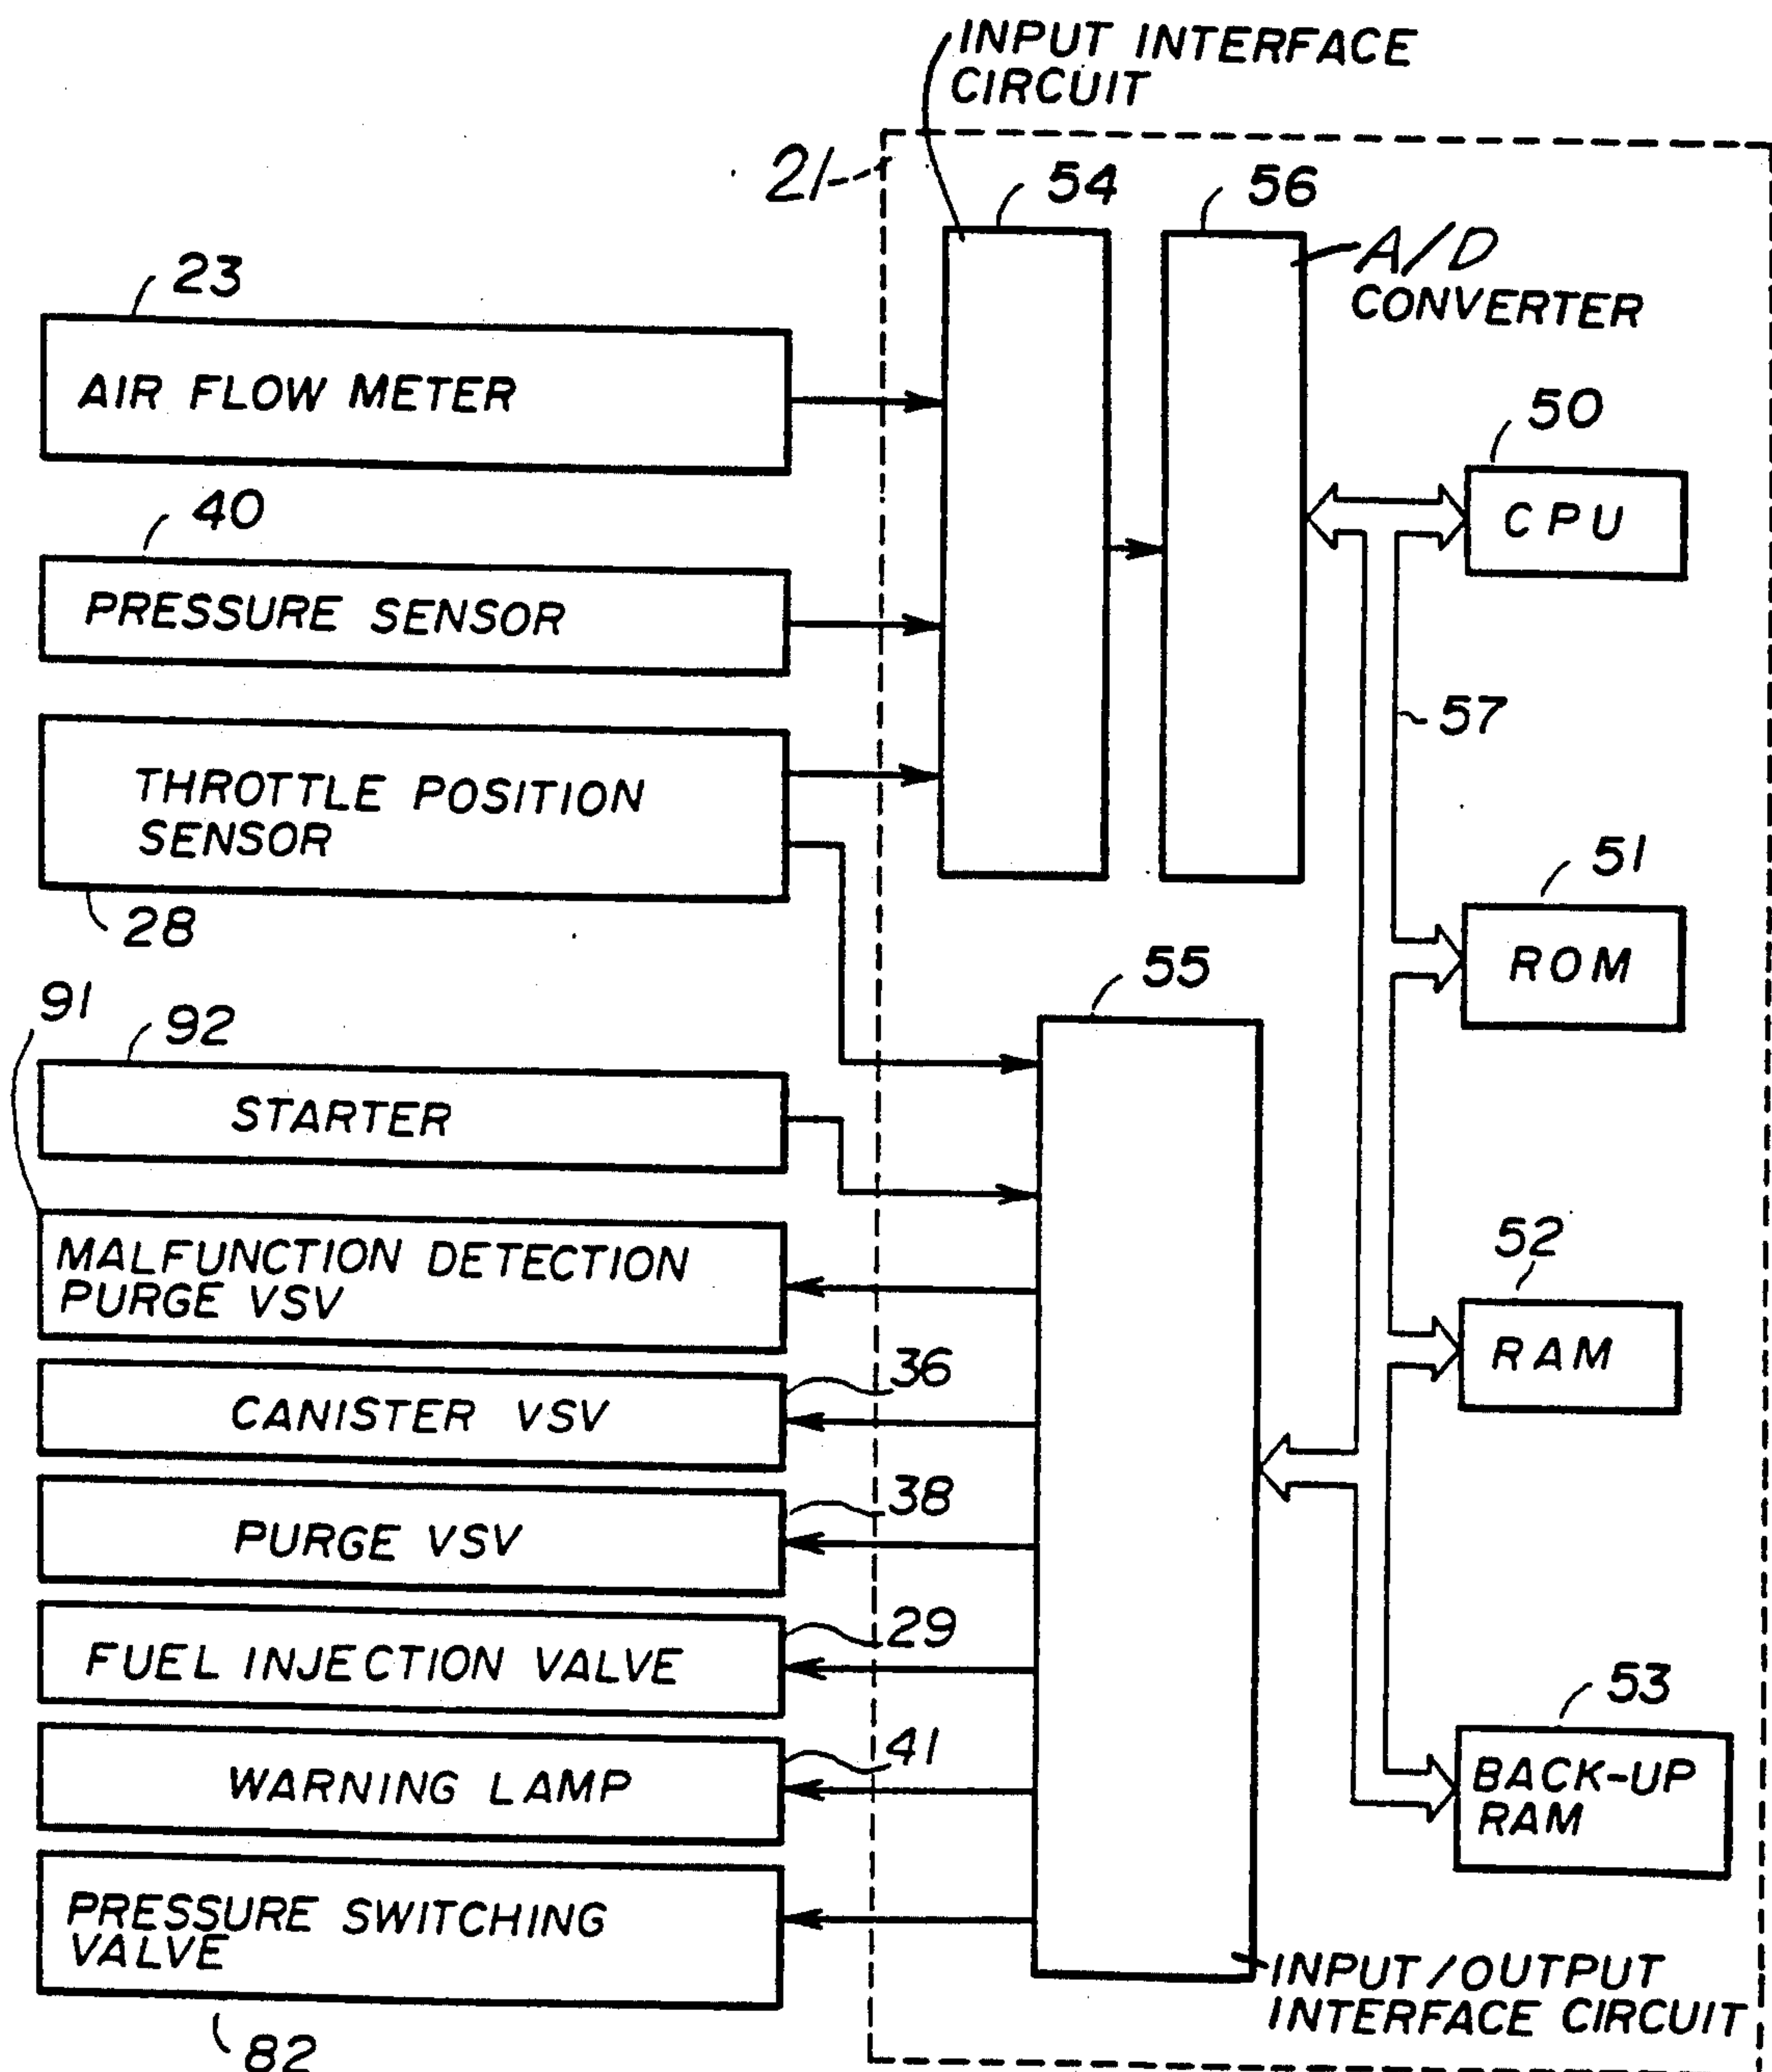 INPUT INTERFACE
CIRCUIT
21
54
56
A/D
CONVERTER
23
AIR FLOW METER
50
CPU
40
PRESSURE SENSOR
57
THROTTLE POSITION
SENSOR
28
51
ROM
55
91
92
STARTER
MALFUNCTION DETECTION
PURGE VSV
52
RAM
36
CANISTER VSV
38
PURGE VSV
29
FUEL INJECTION VALVE
53
BACK-UP
RAM
41
WARNING LAMP
PRESSURE SWITCHING
VALVE
82
INPUT/OUTPUT
INTERFACE CIRCUIT